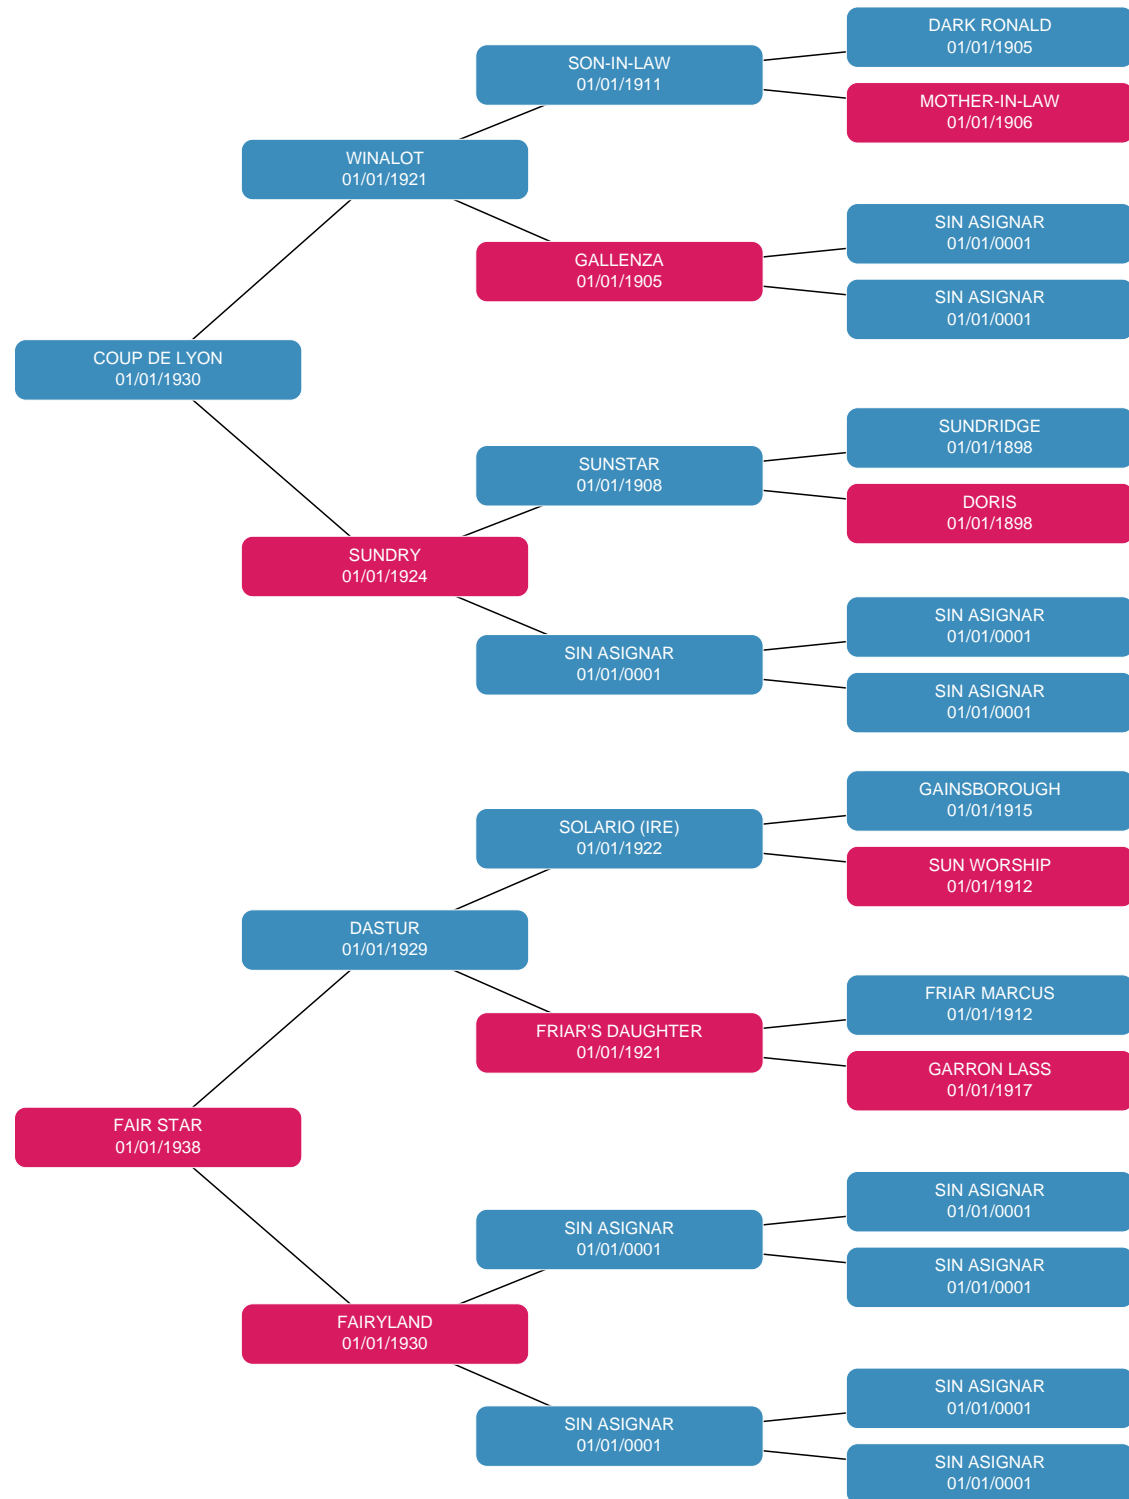 DARK RONALD
01/01/1905
SON-IN-LAW
01/01/1911
MOTHER-IN-LAW
01/01/1906
WINALOT
01/01/1921
SIN ASIGNAR
01/01/0001
GALLENZA
01/01/1905
SIN ASIGNAR
01/01/0001
COUP DE LYON
01/01/1930
SUNDRIDGE
01/01/1898
SUNSTAR
01/01/1908
DORIS
01/01/1898
SUNDRY
01/01/1924
SIN ASIGNAR
01/01/0001
SIN ASIGNAR
01/01/0001
SIN ASIGNAR
01/01/0001
GAINSBOROUGH
01/01/1915
SOLARIO (IRE)
01/01/1922
SUN WORSHIP
01/01/1912
DASTUR
01/01/1929
FRIAR MARCUS
01/01/1912
FRIAR'S DAUGHTER
01/01/1921
GARRON LASS
01/01/1917
FAIR STAR
01/01/1938
SIN ASIGNAR
01/01/0001
SIN ASIGNAR
01/01/0001
SIN ASIGNAR
01/01/0001
FAIRYLAND
01/01/1930
SIN ASIGNAR
01/01/0001
SIN ASIGNAR
01/01/0001
SIN ASIGNAR
01/01/0001